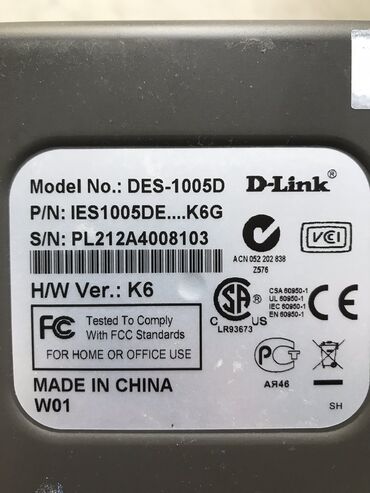 Model No.: DES-1005D D-Link
P/N: IES1005DE....K6G
S/N: PL212A4008103
ACN 052 202 838
Z576
VCCI
H/W Ver.: K6
CSA 60950-1
UL 60950-1
IEC 60950-1
EN 60950-1
C US
LR93673
FC Tested To Comply
With FCC Standards
FOR HOME OR OFFICE USE
АЯ46
MADE IN CHINA
W01
SH